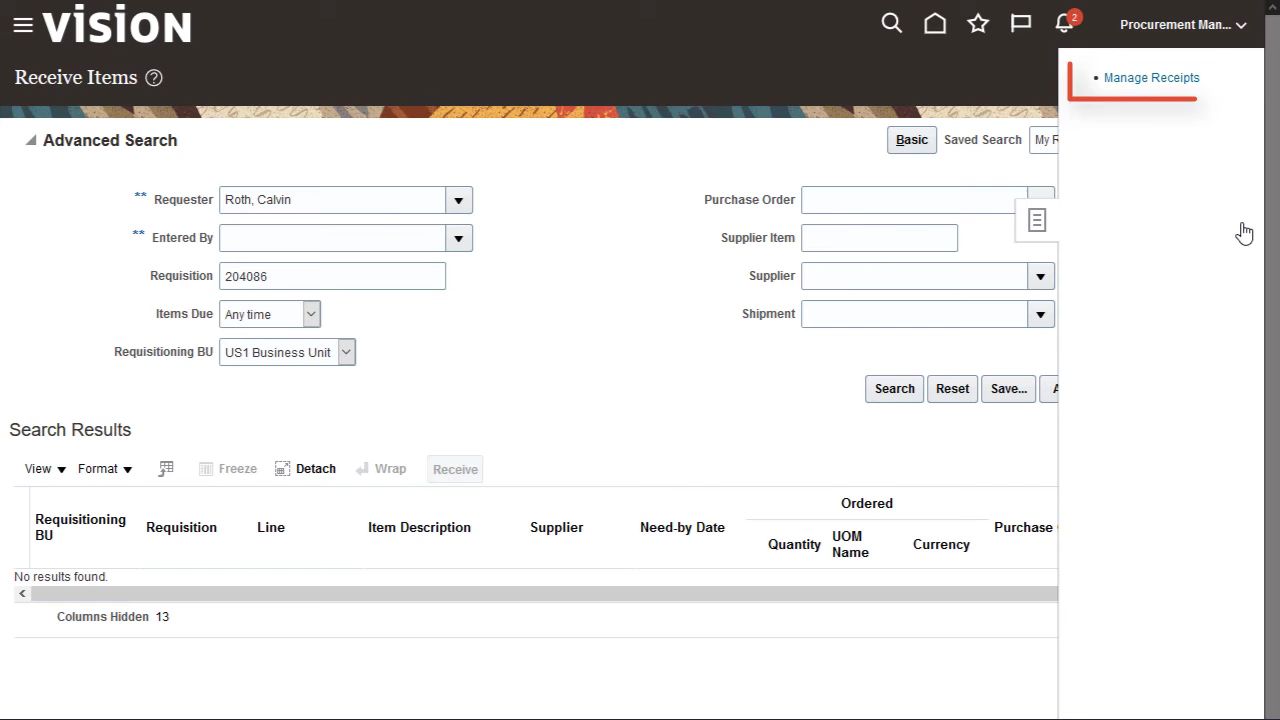 VISION
2
Procurement Man...
Receive Items
Manage Receipts
Advanced Search
Basic
Saved Search
My R
** Requester
Roth, Calvin
Purchase Order
** Entered By
Supplier Item
Requisition
204086
Supplier
Items Due
Any time
Shipment
Requisitioning BU
US1 Business Unit
Search
Reset
Save...
A
Search Results
View
Format
Freeze
Detach
Wrap
Receive
Ordered
Requisitioning
BU
Requisition
Line
Item Description
Supplier
Need-by Date
Quantity
UOM
Name
Currency
Purchase
No results found.
Columns Hidden 13